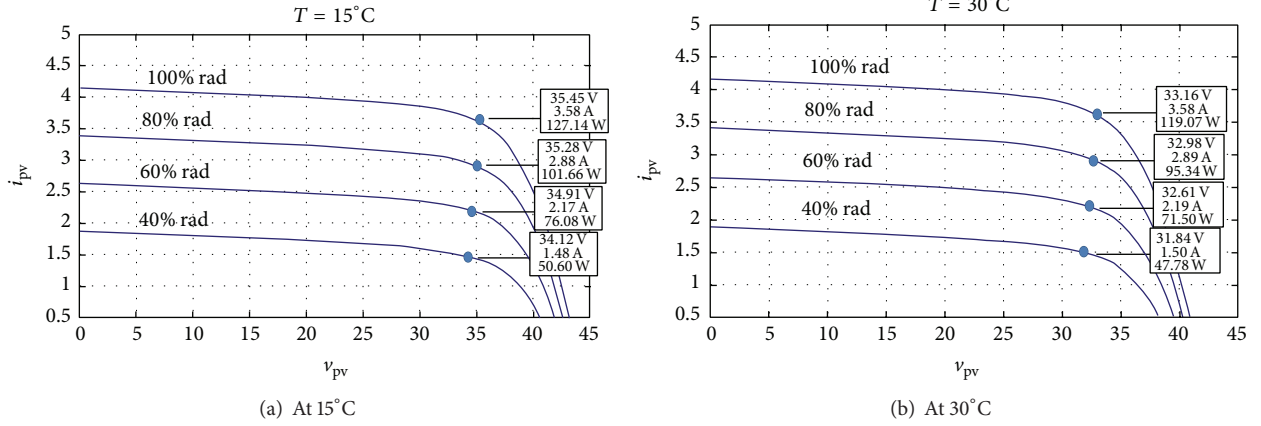 T = 15°C
5
4.5
4
3.5
3
2.5
2
1.5
1
0.5
i_pv
100% rad
80% rad
60% rad
40% rad
35.45 V
3.58 A
127.14 W
35.28 V
2.88 A
101.66 W
34.91 V
2.17 A
76.08 W
34.12 V
1.48 A
50.60 W
0 5 10 15 20 25 30 35 40 45
v_pv
(a) At 15°C
T = 30°C
5
4.5
4
3.5
3
2.5
2
1.5
1
0.5
i_pv
100% rad
80% rad
60% rad
40% rad
33.16 V
3.58 A
119.07 W
32.98 V
2.89 A
95.34 W
32.61 V
2.19 A
71.50 W
31.84 V
1.50 A
47.78 W
0 5 10 15 20 25 30 35 40 45
v_pv
(b) At 30°C